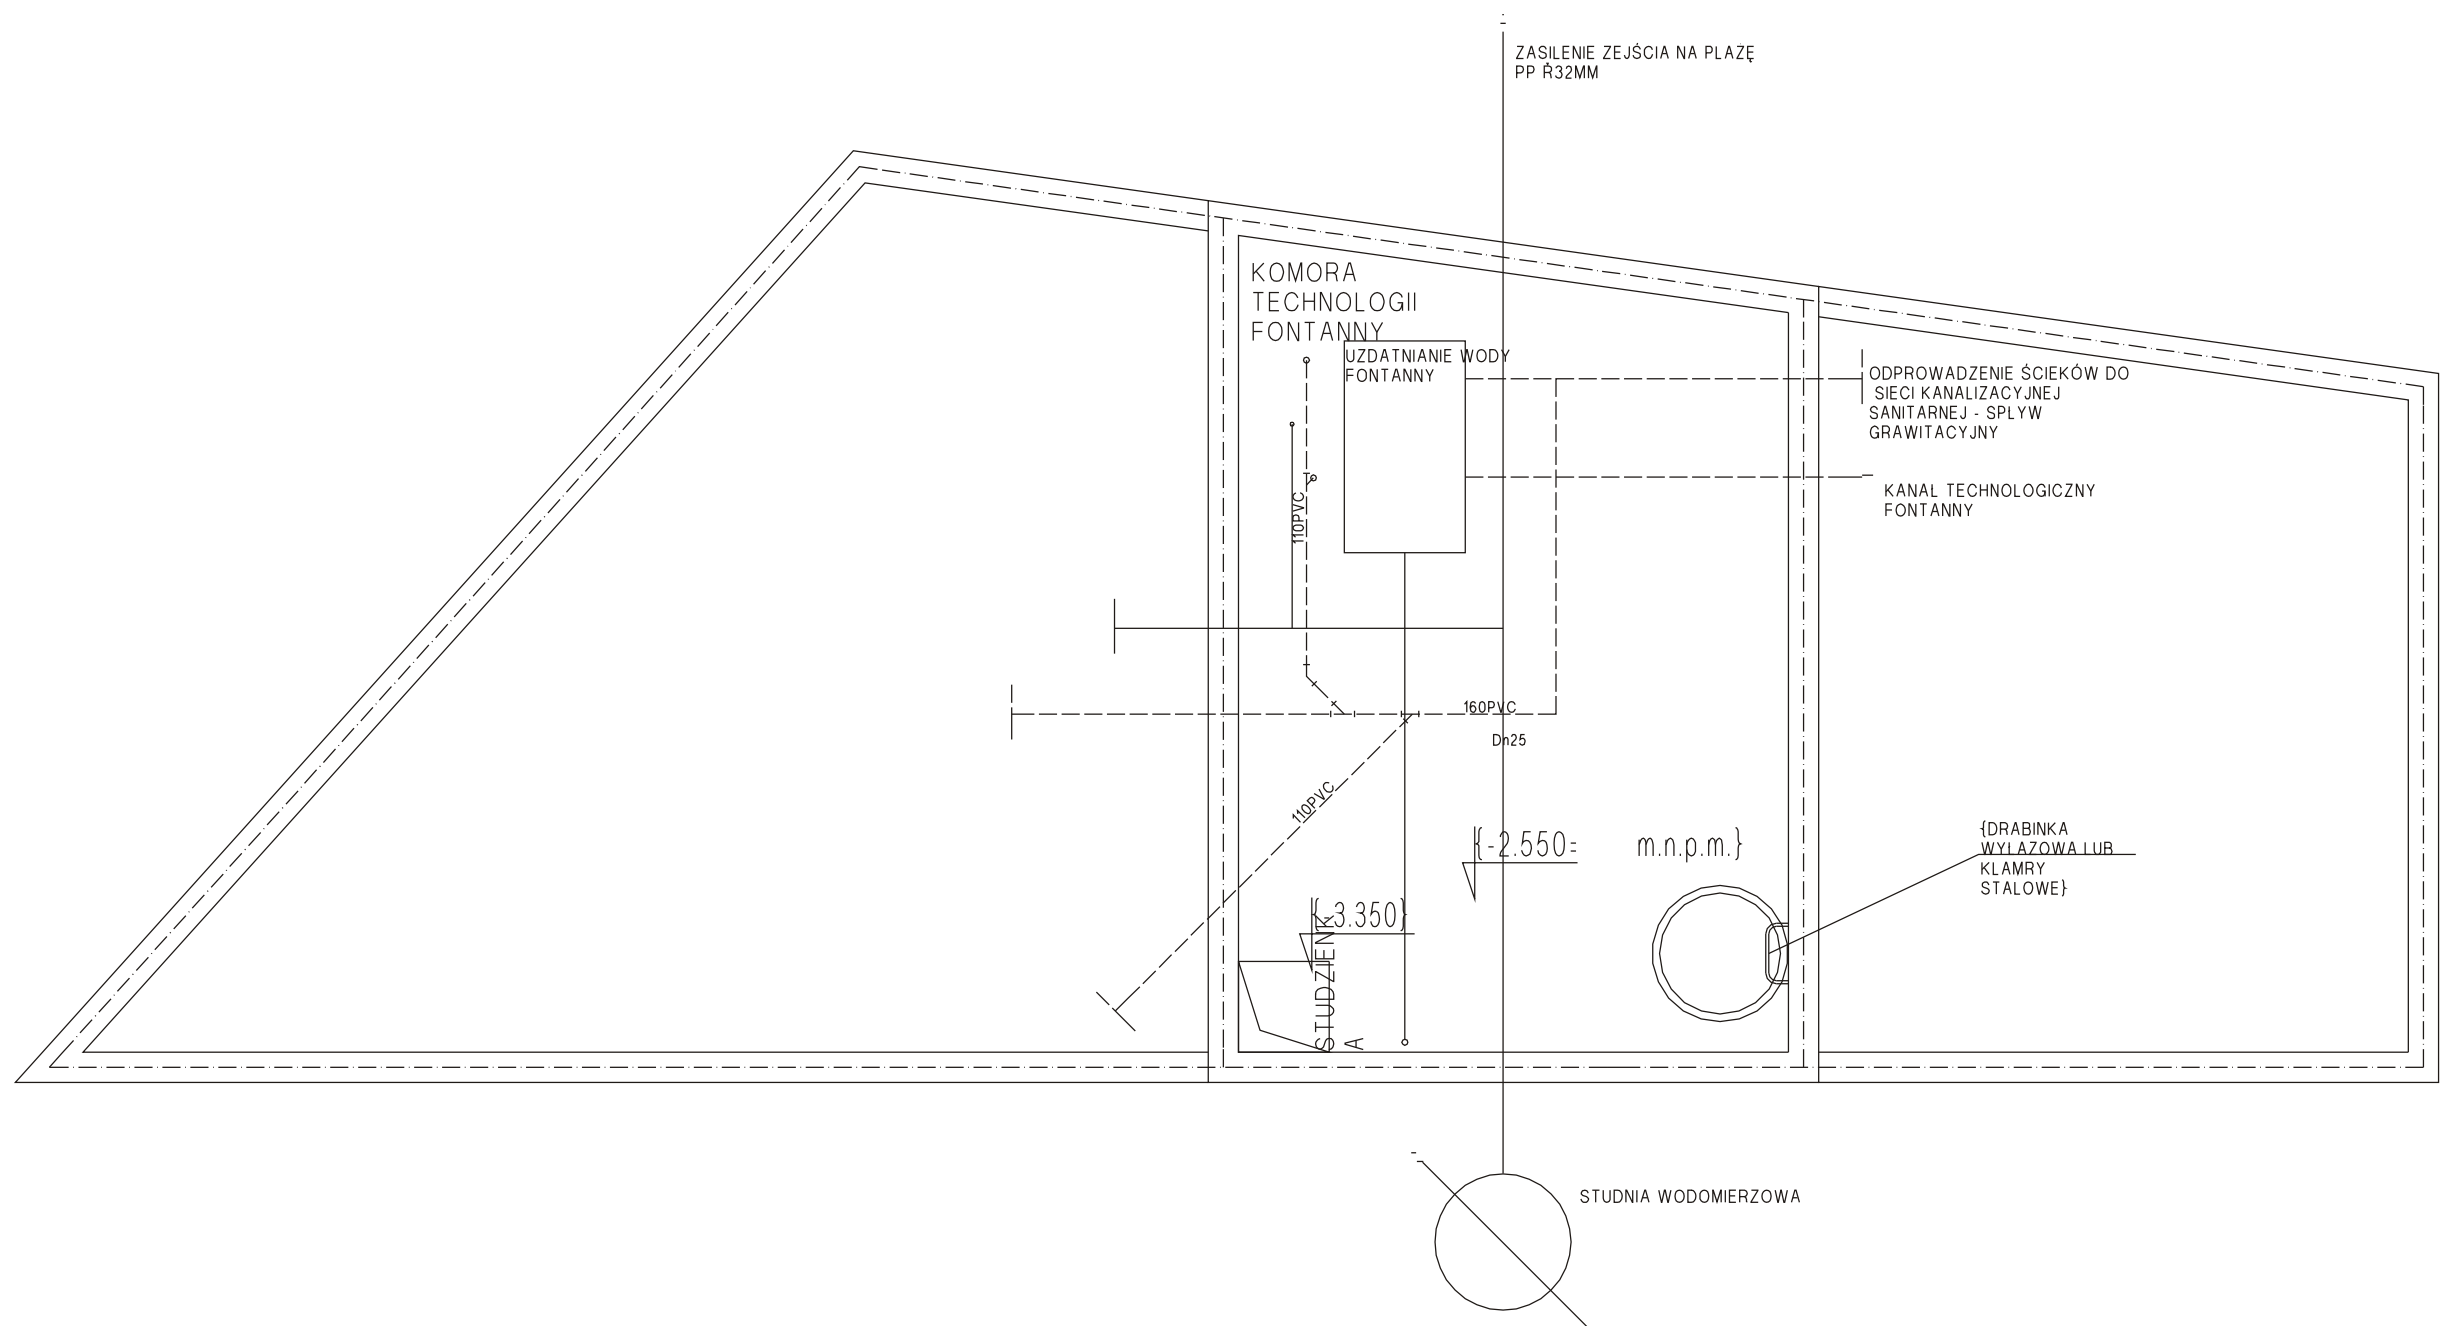 ZASILENIE ZEJŚCIA NA PLAZĘ
PP Ř32MM
KOMORA
TECHNOLOGII
FONTANNY
UZDATNIANIE WODY
FONTANNY
ODPROWADZENIE ŚCIEKÓW DO
SIECI KANALIZACYJNEJ
SANITARNEJ - SPLYW
GRAWITACYJNY
KANAL TECHNOLOGICZNY
FONTANNY
110PVC
160PVC
Dn25
110PVC
{-2.550= m.n.p.m.}
{DRABINKA
WYLAZOWA LUB
KLAMRY
STALOWE}
{-3.350}
STUDZIENK
A
STUDNIA WODOMIERZOWA